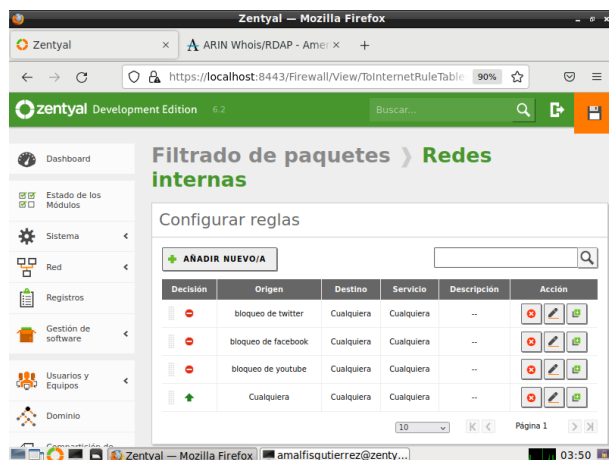 Zentyal — Mozilla Firefox
Zentyal
ARIN Whois/RDAP - Amer
https://localhost:8443/Firewall/View/ToInternetRuleTable
90%
zentyal Development Edition 6.2
Buscar...
Dashboard
Estado de los
Módulos
Sistema
Red
Registros
Gestión de
software
Usuarios y
Equipos
Dominio
Compartición de
Filtrado de paquetes ❭ Redes
internas
Configurar reglas
AÑADIR NUEVO/A
Decisión Origen Destino Servicio Descripción Acción
bloqueo de twitter Cualquiera Cualquiera --
bloqueo de facebook Cualquiera Cualquiera --
bloqueo de youtube Cualquiera Cualquiera --
Cualquiera Cualquiera Cualquiera --
10 Página 1
Zentyal — Mozilla Firefox
amalfisgutierrez@zenty...
03:50